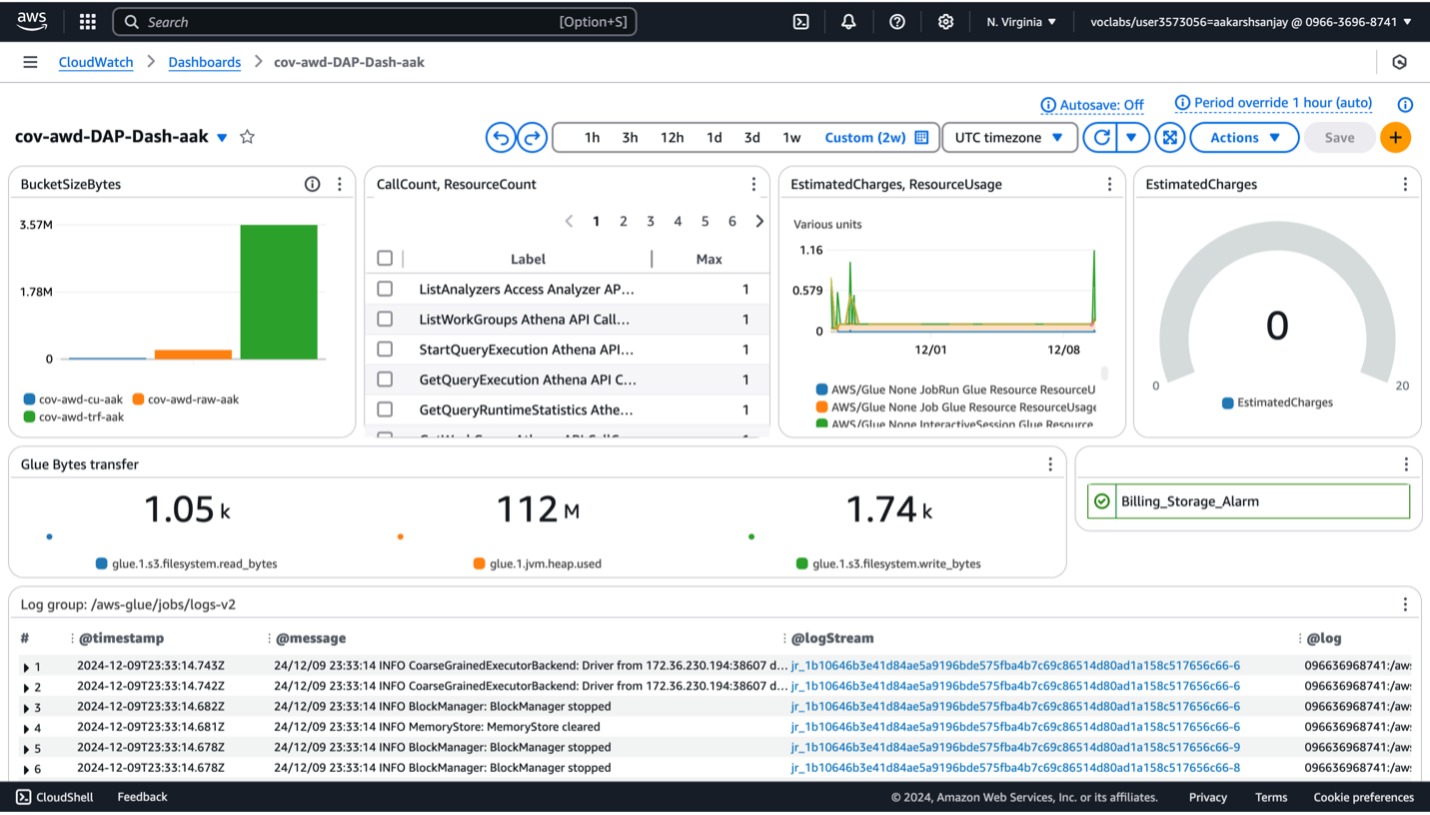 aws
Search [Option+S]
N. Virginia
voclabs/user3573056=aakarshsanjay @ 0966-3696-8741
CloudWatch > Dashboards > cov-awd-DAP-Dash-aak
Autosave: Off
Period override 1 hour (auto)
cov-awd-DAP-Dash-aak
1h 3h 12h 1d 3d 1w Custom (2w)
UTC timezone
Actions
Save
BucketSizeBytes
3.57M
1.78M
0
cov-awd-cu-aak cov-awd-raw-aak
cov-awd-trf-aak
CallCount, ResourceCount
1 2 3 4 5 6
Label Max
ListAnalyzers Access Analyzer AP... 1
ListWorkGroups Athena API Call... 1
StartQueryExecution Athena API... 1
GetQueryExecution Athena API C... 1
GetQueryRuntimeStatistics Athe... 1
EstimatedCharges, ResourceUsage
Various units
1.16
0.579
0
12/01 12/08
AWS/Glue None JobRun Glue Resource ResourceU
AWS/Glue None Job Glue Resource ResourceUsage
AWS/Glue None InteractiveSession Glue Resource
EstimatedCharges
0
0 20
EstimatedCharges
Glue Bytes transfer
1.05 k 112 M 1.74 k
glue.1.s3.filesystem.read_bytes glue.1.jvm.heap.used glue.1.s3.filesystem.write_bytes
Billing_Storage_Alarm
Log group: /aws-glue/jobs/logs-v2
# @timestamp @message @logStream @log
1 2024-12-09T23:33:14.743Z 24/12/09 23:33:14 INFO CoarseGrainedExecutorBackend: Driver from 172.36.230.194:38607 d... jr_1b10646b3e41d84ae5a9196bde575fba4b7c69c86514d80ad1a158c517656c66-6 096636968741:/aws
2 2024-12-09T23:33:14.742Z 24/12/09 23:33:14 INFO CoarseGrainedExecutorBackend: Driver from 172.36.230.194:38607 d... jr_1b10646b3e41d84ae5a9196bde575fba4b7c69c86514d80ad1a158c517656c66-6 096636968741:/aws
3 2024-12-09T23:33:14.682Z 24/12/09 23:33:14 INFO BlockManager: BlockManager stopped jr_1b10646b3e41d84ae5a9196bde575fba4b7c69c86514d80ad1a158c517656c66-6 096636968741:/aws
4 2024-12-09T23:33:14.681Z 24/12/09 23:33:14 INFO MemoryStore: MemoryStore cleared jr_1b10646b3e41d84ae5a9196bde575fba4b7c69c86514d80ad1a158c517656c66-6 096636968741:/aws
5 2024-12-09T23:33:14.678Z 24/12/09 23:33:14 INFO BlockManager: BlockManager stopped jr_1b10646b3e41d84ae5a9196bde575fba4b7c69c86514d80ad1a158c517656c66-9 096636968741:/aws
6 2024-12-09T23:33:14.678Z 24/12/09 23:33:14 INFO BlockManager: BlockManager stopped jr_1b10646b3e41d84ae5a9196bde575fba4b7c69c86514d80ad1a158c517656c66-8 096636968741:/aws
CloudShell Feedback © 2024, Amazon Web Services, Inc. or its affiliates. Privacy Terms Cookie preferences